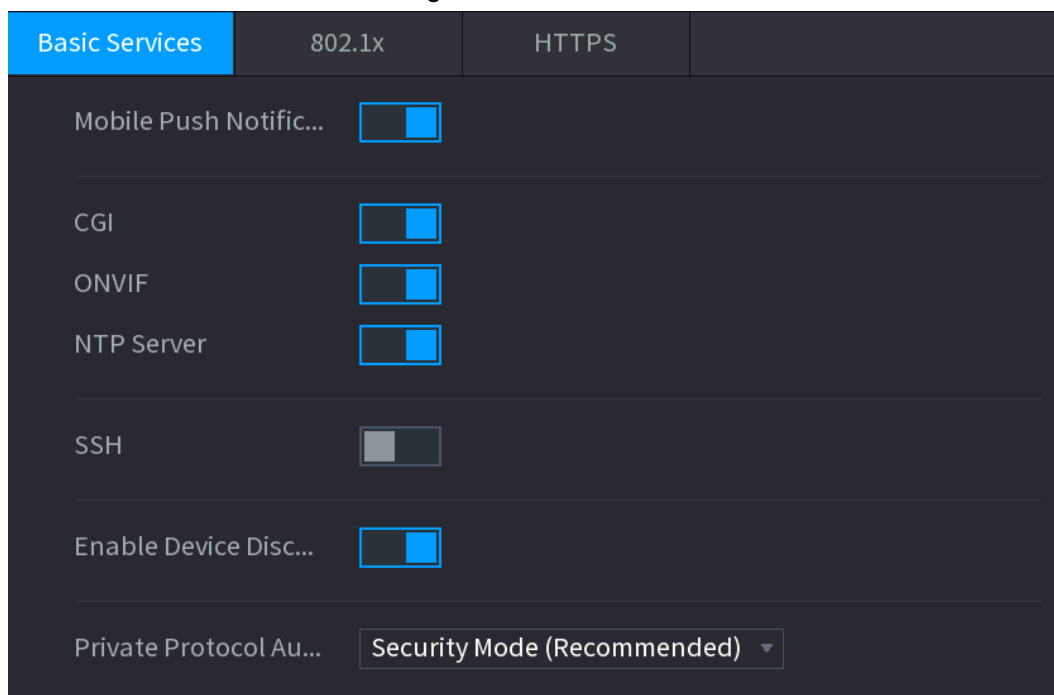 Basic Services 802.1x HTTPS
Mobile Push Notific...
CGI
ONVIF
NTP Server
SSH
Enable Device Disc...
Private Protocol Au... Security Mode (Recommended)